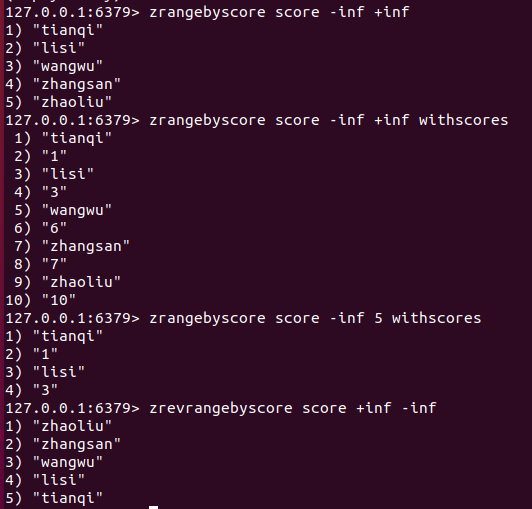 127.0.0.1:6379> zrangebyscore score -inf +inf
1) "tianqi"
2) "lisi"
3) "wangwu"
4) "zhangsan"
5) "zhaoliu"
127.0.0.1:6379> zrangebyscore score -inf +inf withscores
 1) "tianqi"
 2) "1"
 3) "lisi"
 4) "3"
 5) "wangwu"
 6) "6"
 7) "zhangsan"
 8) "7"
 9) "zhaoliu"
10) "10"
127.0.0.1:6379> zrangebyscore score -inf 5 withscores
1) "tianqi"
2) "1"
3) "lisi"
4) "3"
127.0.0.1:6379> zrevrangebyscore score +inf -inf
1) "zhaoliu"
2) "zhangsan"
3) "wangwu"
4) "lisi"
5) "tianqi"